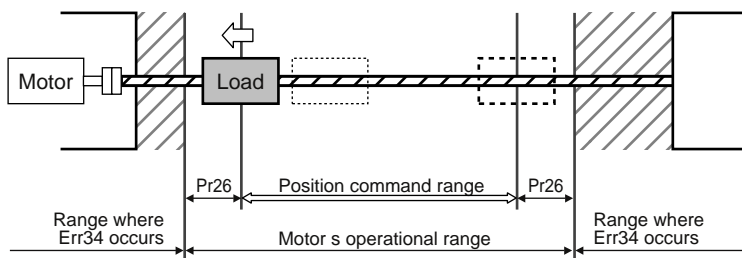 Motor
Load
Pr26
Position command range
Pr26
Range where
Err34 occurs
Motor s operational range
Range where
Err34 occurs